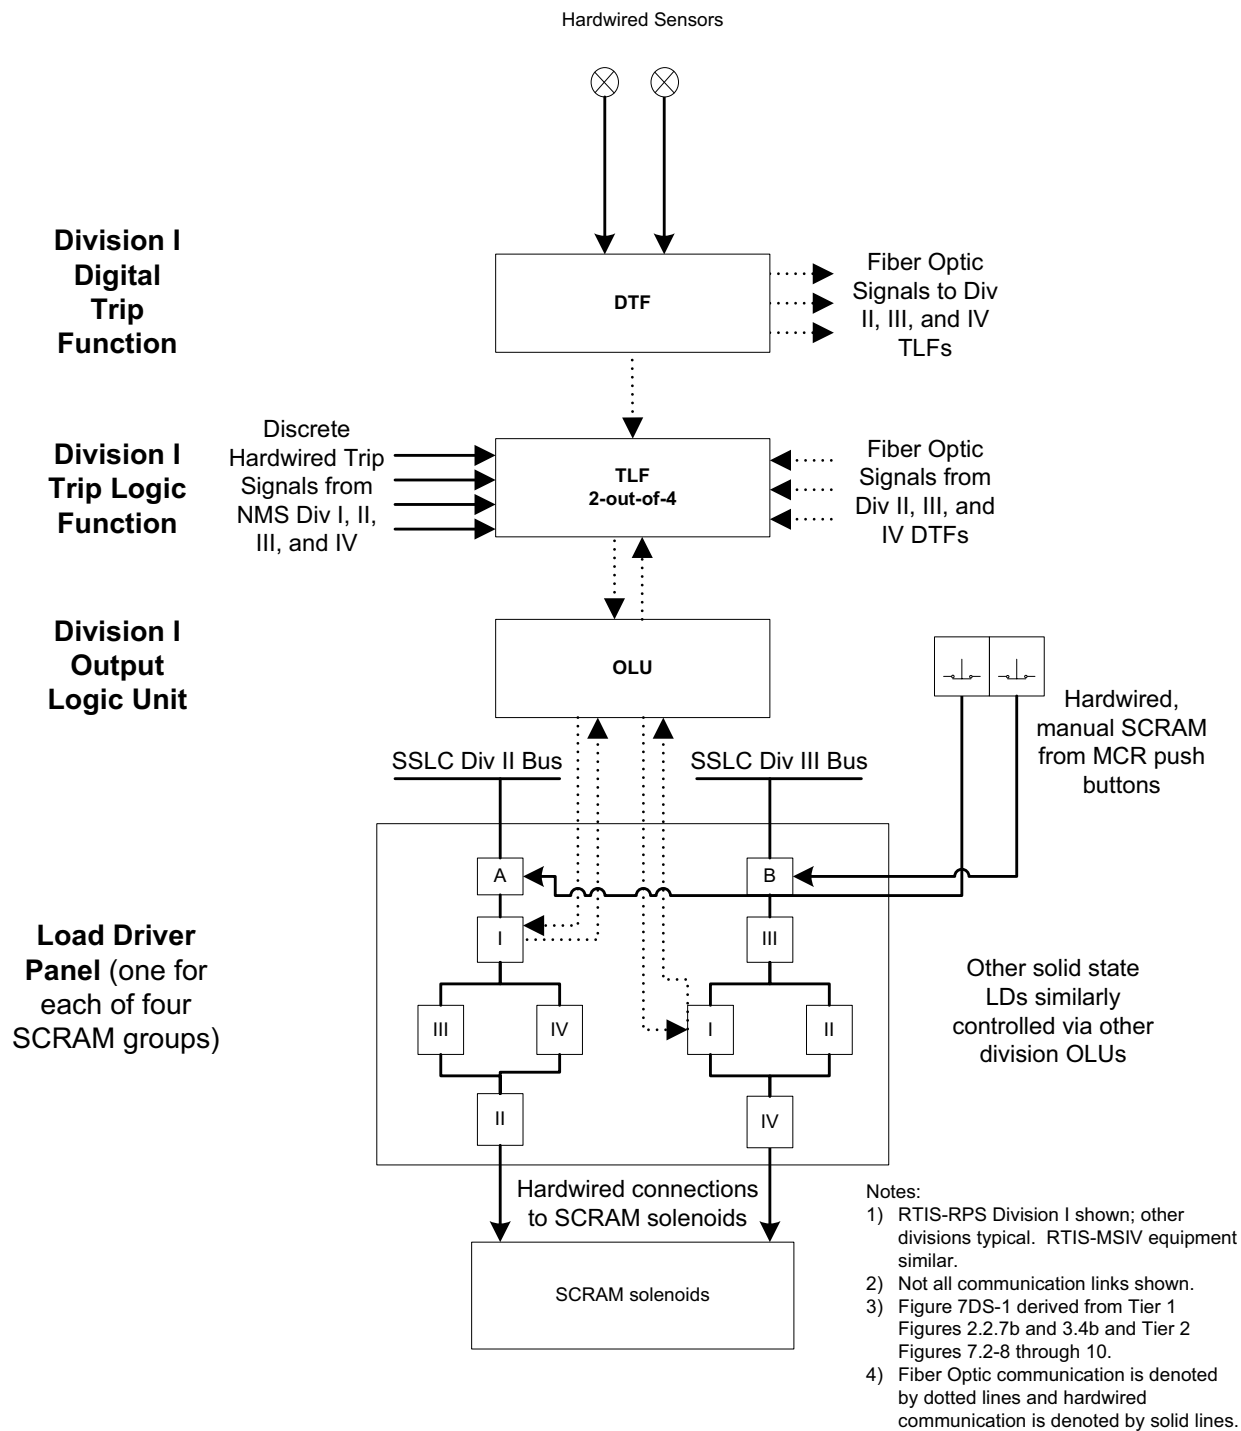 Hardwired Sensors
Division I
Digital
Trip
Function
DTF
Fiber Optic
Signals to Div
II, III, and IV
TLFs
Division I
Trip Logic
Function
Discrete
Hardwired Trip
Signals from
NMS Div I, II,
III, and IV
TLF
2-out-of-4
Fiber Optic
Signals from
Div II, III, and
IV DTFs
Division I
Output
Logic Unit
OLU
Hardwired,
manual SCRAM
from MCR push
buttons
SSLC Div II Bus
SSLC Div III Bus
Load Driver
Panel (one for
each of four
SCRAM groups)
A
B
I
III
III
IV
I
II
II
IV
Other solid state
LDs similarly
controlled via other
division OLUs
Hardwired connections
to SCRAM solenoids
SCRAM solenoids
Notes:
1) RTIS-RPS Division I shown; other
divisions typical. RTIS-MSIV equipment
similar.
2) Not all communication links shown.
3) Figure 7DS-1 derived from Tier 1
Figures 2.2.7b and 3.4b and Tier 2
Figures 7.2-8 through 10.
4) Fiber Optic communication is denoted
by dotted lines and hardwired
communication is denoted by solid lines.